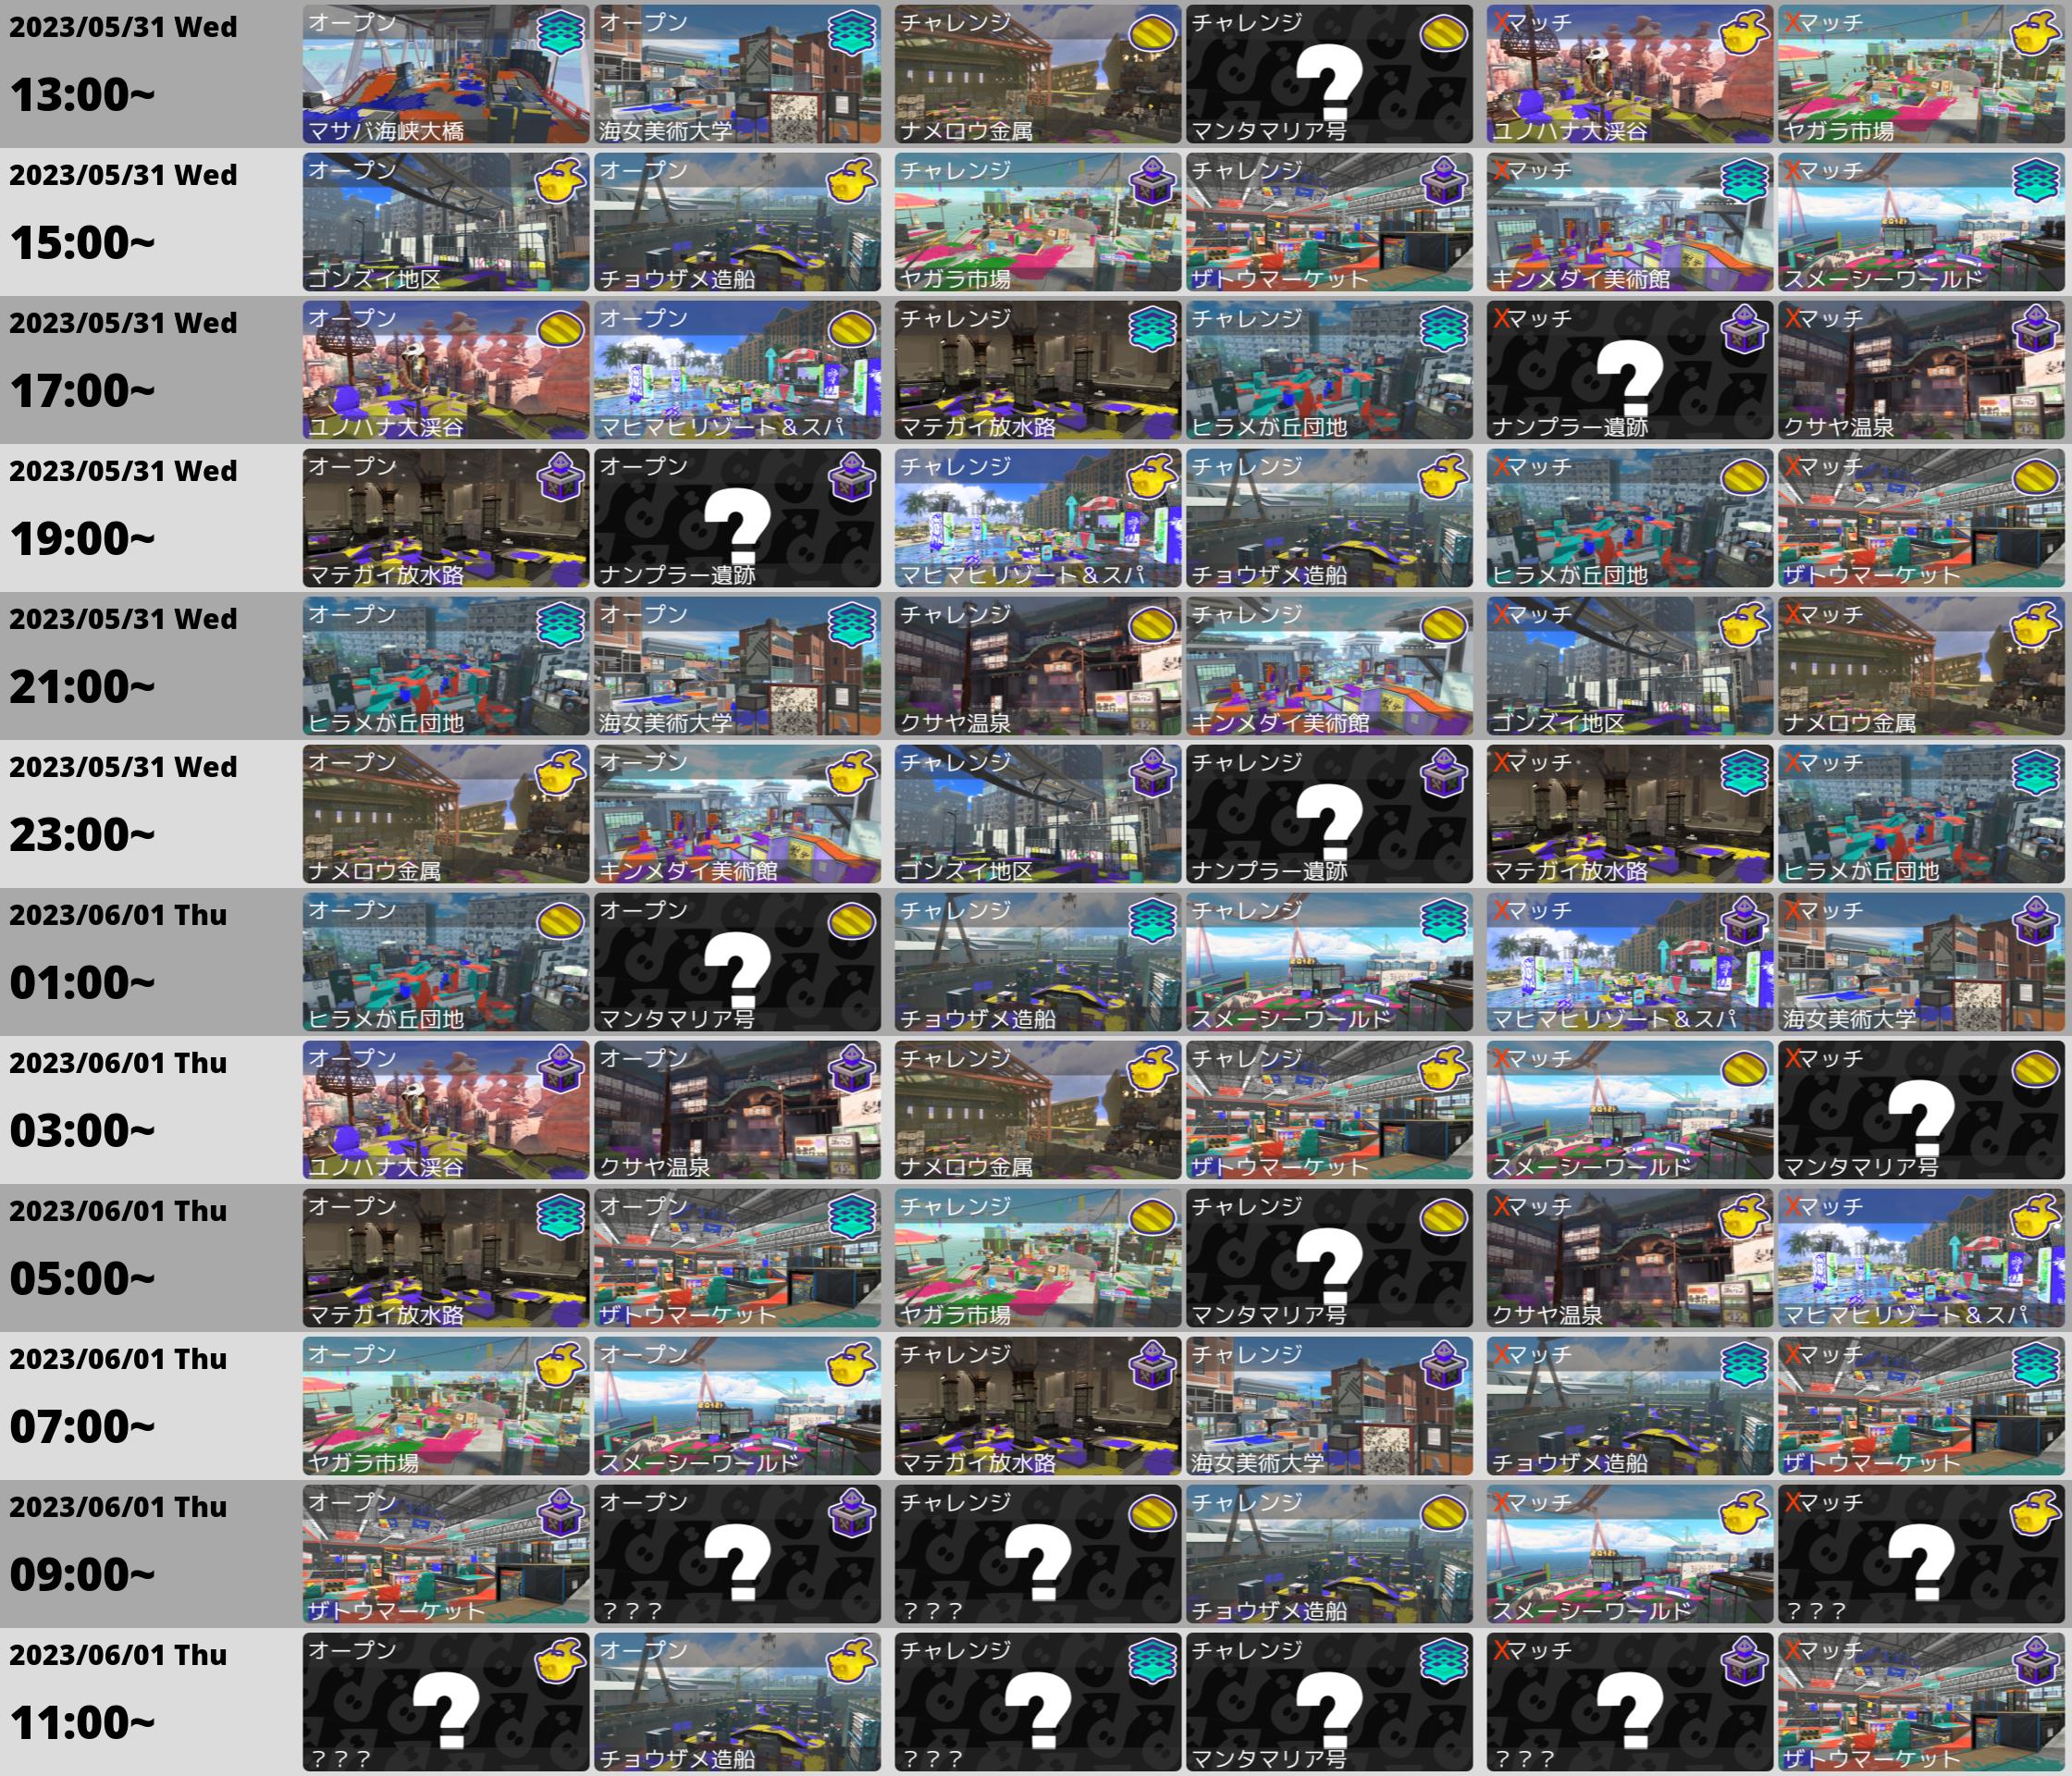 2023/05/31 Wed
13:00~
オープン
マサバ海峡大橋
オープン
海女美術大学
チャレンジ
ナメロウ金属
チャレンジ
マンタマリア号
Xマッチ
ユノハナ大渓谷
Xマッチ
ヤガラ市場
2023/05/31 Wed
15:00~
オープン
ゴンズイ地区
オープン
チョウザメ造船
チャレンジ
ヤガラ市場
チャレンジ
ザトウマーケット
Xマッチ
キンメダイ美術館
Xマッチ
スメーシーワールド
2023/05/31 Wed
17:00~
オープン
ユノハナ大渓谷
オープン
マヒマヒリゾート＆スパ
チャレンジ
マテガイ放水路
チャレンジ
ヒラメが丘団地
Xマッチ
ナンプラー遺跡
Xマッチ
クサヤ温泉
2023/05/31 Wed
19:00~
オープン
マテガイ放水路
オープン
ナンプラー遺跡
チャレンジ
マヒマヒリゾート＆スパ
チャレンジ
チョウザメ造船
Xマッチ
ヒラメが丘団地
Xマッチ
ザトウマーケット
2023/05/31 Wed
21:00~
オープン
ヒラメが丘団地
オープン
海女美術大学
チャレンジ
クサヤ温泉
チャレンジ
キンメダイ美術館
Xマッチ
ゴンズイ地区
Xマッチ
ナメロウ金属
2023/05/31 Wed
23:00~
オープン
ナメロウ金属
オープン
キンメダイ美術館
チャレンジ
ゴンズイ地区
チャレンジ
ナンプラー遺跡
Xマッチ
マテガイ放水路
Xマッチ
ヒラメが丘団地
2023/06/01 Thu
01:00~
オープン
ヒラメが丘団地
オープン
マンタマリア号
チャレンジ
チョウザメ造船
チャレンジ
スメーシーワールド
Xマッチ
マヒマヒリゾート＆スパ
Xマッチ
海女美術大学
2023/06/01 Thu
03:00~
オープン
ユノハナ大渓谷
オープン
クサヤ温泉
チャレンジ
ナメロウ金属
チャレンジ
ザトウマーケット
Xマッチ
スメーシーワールド
Xマッチ
マンタマリア号
2023/06/01 Thu
05:00~
オープン
マテガイ放水路
オープン
ザトウマーケット
チャレンジ
ヤガラ市場
チャレンジ
マンタマリア号
Xマッチ
クサヤ温泉
Xマッチ
マヒマヒリゾート＆スパ
2023/06/01 Thu
07:00~
オープン
ヤガラ市場
オープン
スメーシーワールド
チャレンジ
マテガイ放水路
チャレンジ
海女美術大学
Xマッチ
チョウザメ造船
Xマッチ
ザトウマーケット
2023/06/01 Thu
09:00~
オープン
ザトウマーケット
オープン
？？？
チャレンジ
？？？
チャレンジ
チョウザメ造船
Xマッチ
スメーシーワールド
Xマッチ
？？？
2023/06/01 Thu
11:00~
オープン
？？？
オープン
チョウザメ造船
チャレンジ
？？？
チャレンジ
マンタマリア号
Xマッチ
？？？
Xマッチ
ザトウマーケット